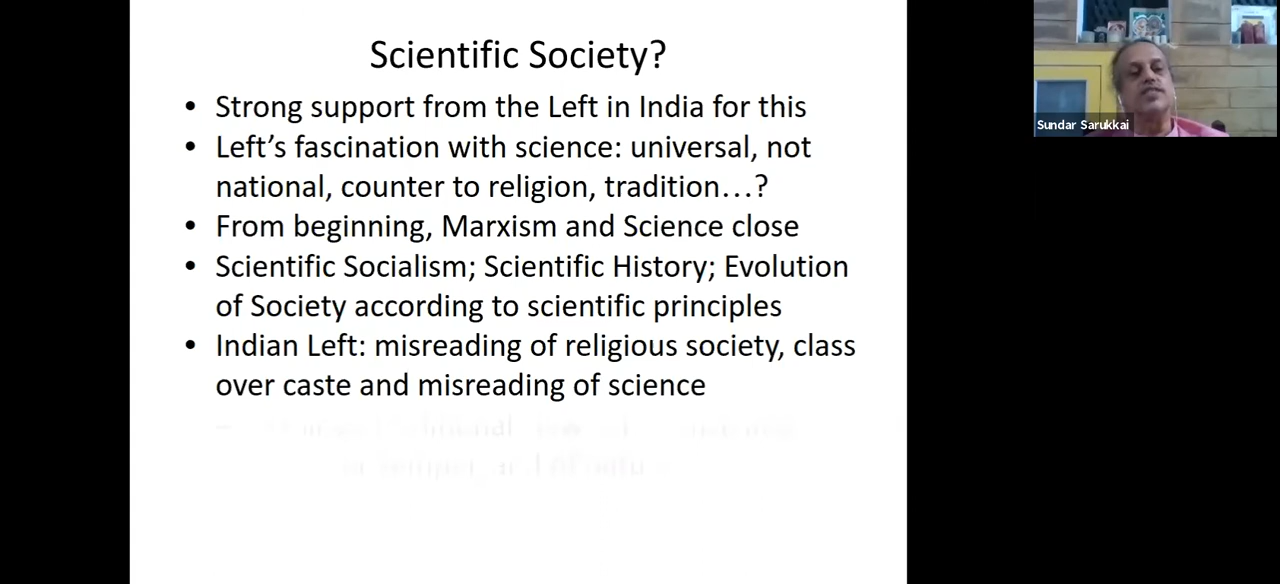 Scientific Society?
• Strong support from the Left in India for this
• Left’s fascination with science: universal, not
national, counter to religion, tradition…?
• From beginning, Marxism and Science close
• Scientific Socialism; Scientific History; Evolution
of Society according to scientific principles
• Indian Left: misreading of religious society, class
over caste and misreading of science
Sundar Sarukkai